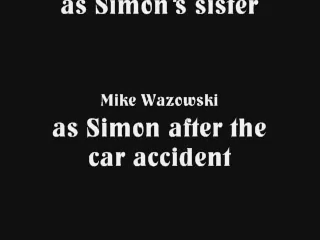 as Simon's sister
Mike Wazowski
as Simon after the
car accident